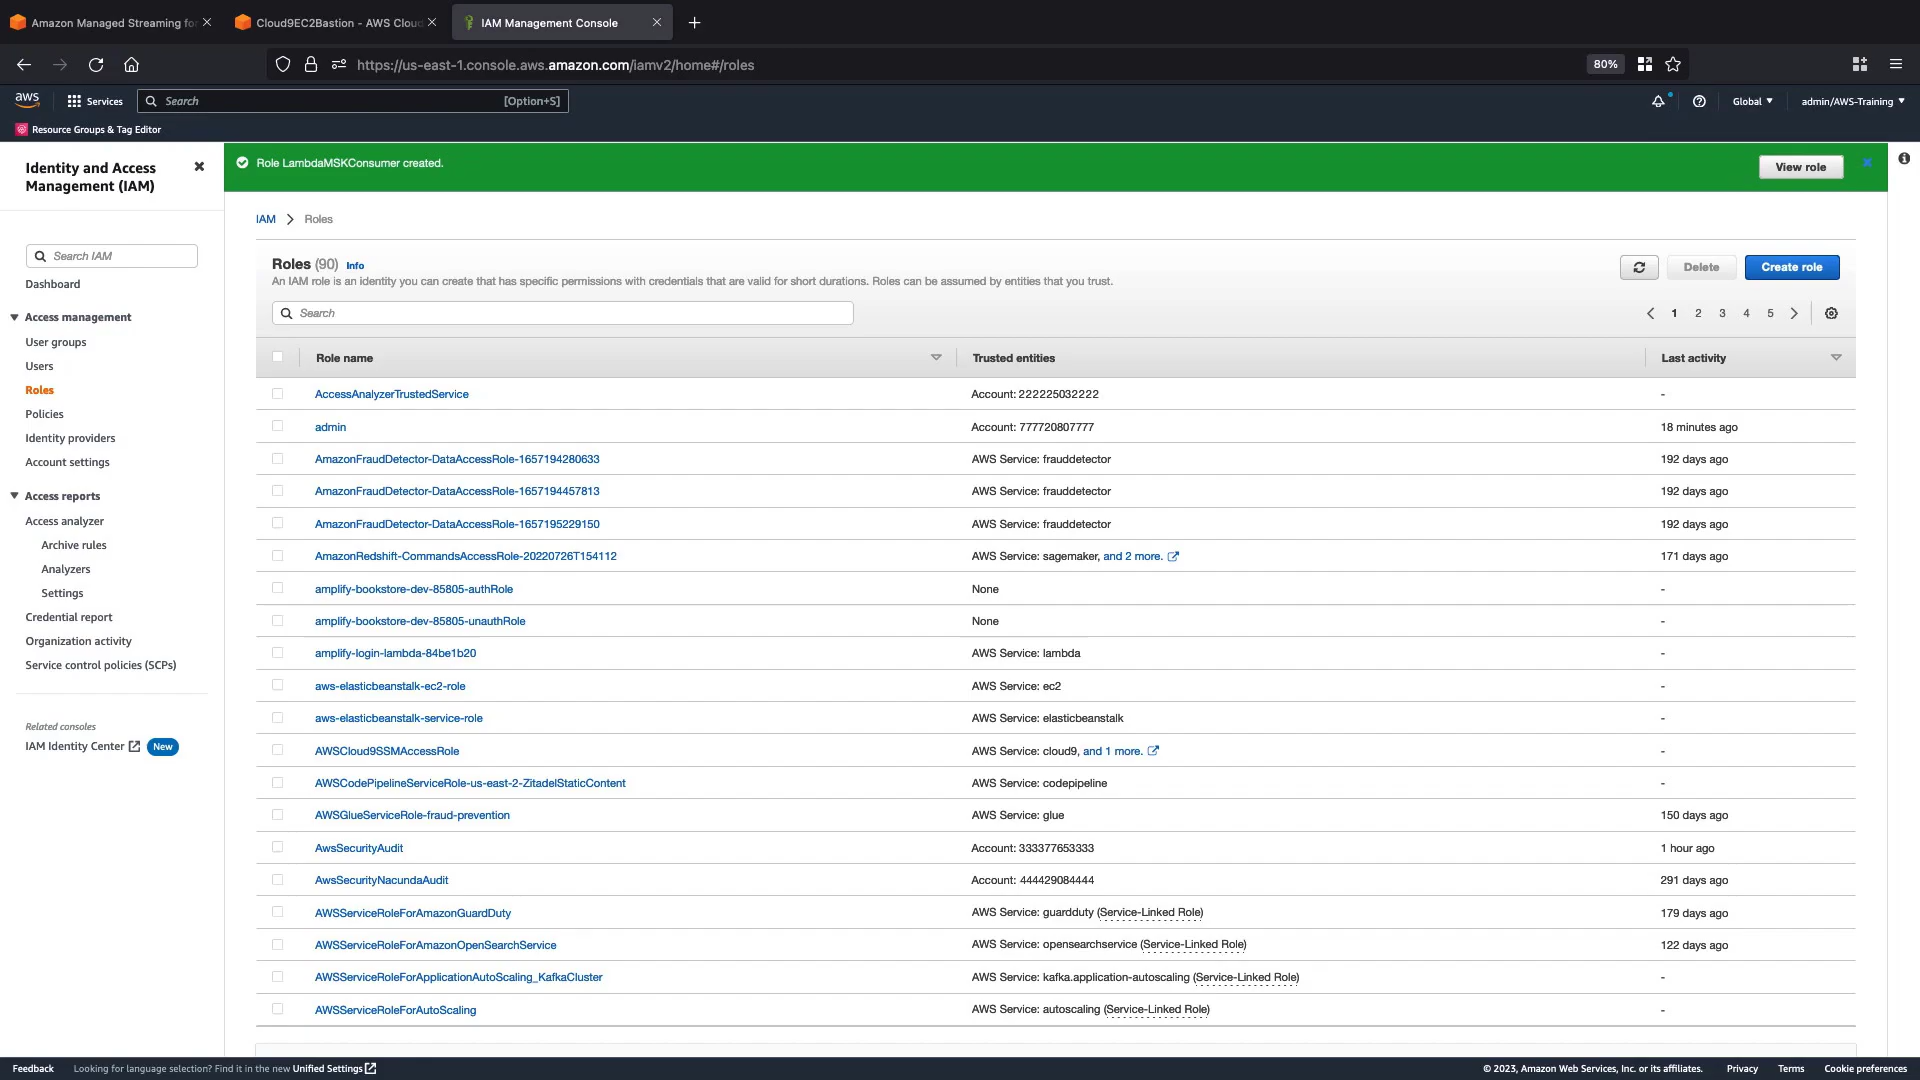 Amazon Managed Streaming for
Cloud9EC2Bastion - AWS Cloud
IAM Management Console
https://us-east-1.console.aws.amazon.com/iamv2/home#/roles
80%
aws
Services
Search
[Option+S]
Global
admin/AWS-Training
Resource Groups & Tag Editor
Identity and Access
Management (IAM)
Search IAM
Dashboard
Access management
User groups
Users
Roles
Policies
Identity providers
Account settings
Access reports
Access analyzer
Archive rules
Analyzers
Settings
Credential report
Organization activity
Service control policies (SCPs)
Related consoles
IAM Identity Center New
Role LambdaMSKConsumer created.
View role
IAM > Roles
Roles (90) Info
An IAM role is an identity you can create that has specific permissions with credentials that are valid for short durations. Roles can be assumed by entities that you trust.
Delete
Create role
Search
1 2 3 4 5
Role name Trusted entities Last activity
AccessAnalyzerTrustedService Account: 222225032222 -
admin Account: 777720807777 18 minutes ago
AmazonFraudDetector-DataAccessRole-1657194280633 AWS Service: frauddetector 192 days ago
AmazonFraudDetector-DataAccessRole-1657194457813 AWS Service: frauddetector 192 days ago
AmazonFraudDetector-DataAccessRole-1657195229150 AWS Service: frauddetector 192 days ago
AmazonRedshift-CommandsAccessRole-20220726T154112 AWS Service: sagemaker, and 2 more. 171 days ago
amplify-bookstore-dev-85805-authRole None -
amplify-bookstore-dev-85805-unauthRole None -
amplify-login-lambda-84be1b20 AWS Service: lambda -
aws-elasticbeanstalk-ec2-role AWS Service: ec2 -
aws-elasticbeanstalk-service-role AWS Service: elasticbeanstalk -
AWSCloud9SSMAccessRole AWS Service: cloud9, and 1 more. -
AWSCodePipelineServiceRole-us-east-2-ZitadelStaticContent AWS Service: codepipeline -
AWSGlueServiceRole-fraud-prevention AWS Service: glue 150 days ago
AwsSecurityAudit Account: 333377653333 1 hour ago
AwsSecurityNacundaAudit Account: 444429084444 291 days ago
AWSServiceRoleForAmazonGuardDuty AWS Service: guardduty (Service-Linked Role) 179 days ago
AWSServiceRoleForAmazonOpenSearchService AWS Service: opensearchservice (Service-Linked Role) 122 days ago
AWSServiceRoleForApplicationAutoScaling_KafkaCluster AWS Service: kafka.application-autoscaling (Service-Linked Role) -
AWSServiceRoleForAutoScaling AWS Service: autoscaling (Service-Linked Role) -
Feedback Looking for language selection? Find it in the new Unified Settings
© 2023, Amazon Web Services, Inc. or its affiliates. Privacy Terms Cookie preferences